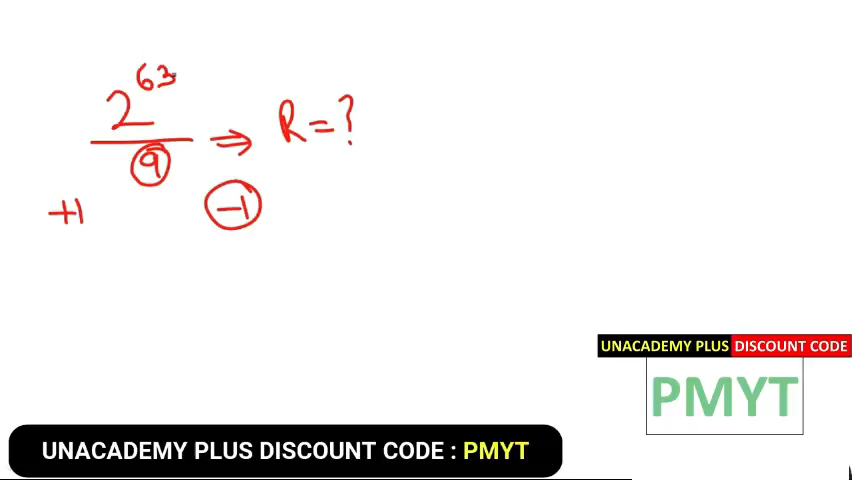 2^63
9
⇒ R = ?
+1
-1
UNACADEMY PLUS DISCOUNT CODE
PMYT
UNACADEMY PLUS DISCOUNT CODE : PMYT